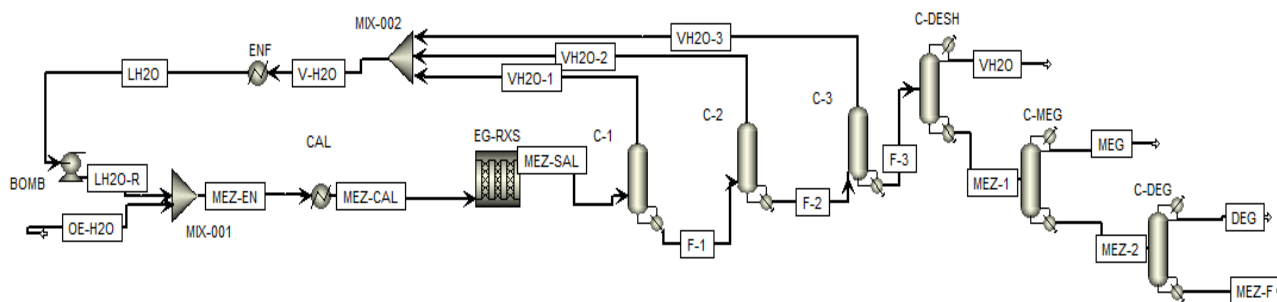 MIX-002
VH2O-3
C-DESH
ENF
VH2O-2
LH2O
V-H2O
VH2O
VH2O-1
C-3
C-2
C-MEG
CAL
EG-RXS
C-1
MEZ-SAL
F-3
MEG
BOMB
LH2O-R
MEZ-EN
MEZ-CAL
MEZ-1
C-DEG
F-2
OE-H2O
MIX-001
F-1
MEZ-2
DEG
MEZ-F